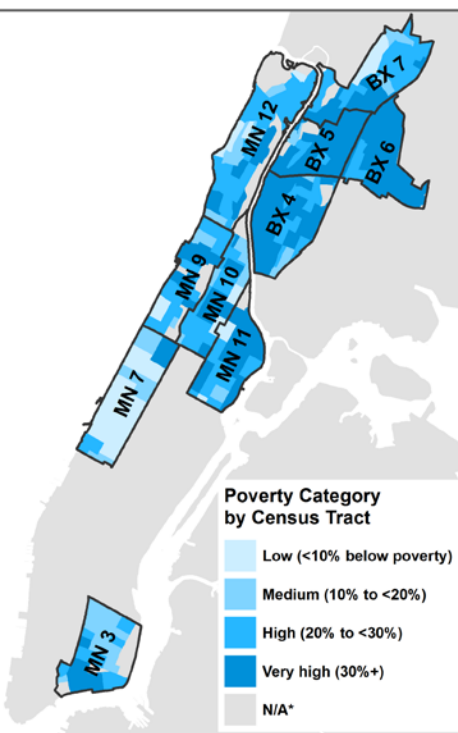 BX 7
MN 12
BX 5
BX 6
BX 4
MN 9
MN 10
MN 11
MN 7
MN 3
Poverty Category
by Census Tract
Low (<10% below poverty)
Medium (10% to <20%)
High (20% to <30%)
Very high (30%+)
N/A*